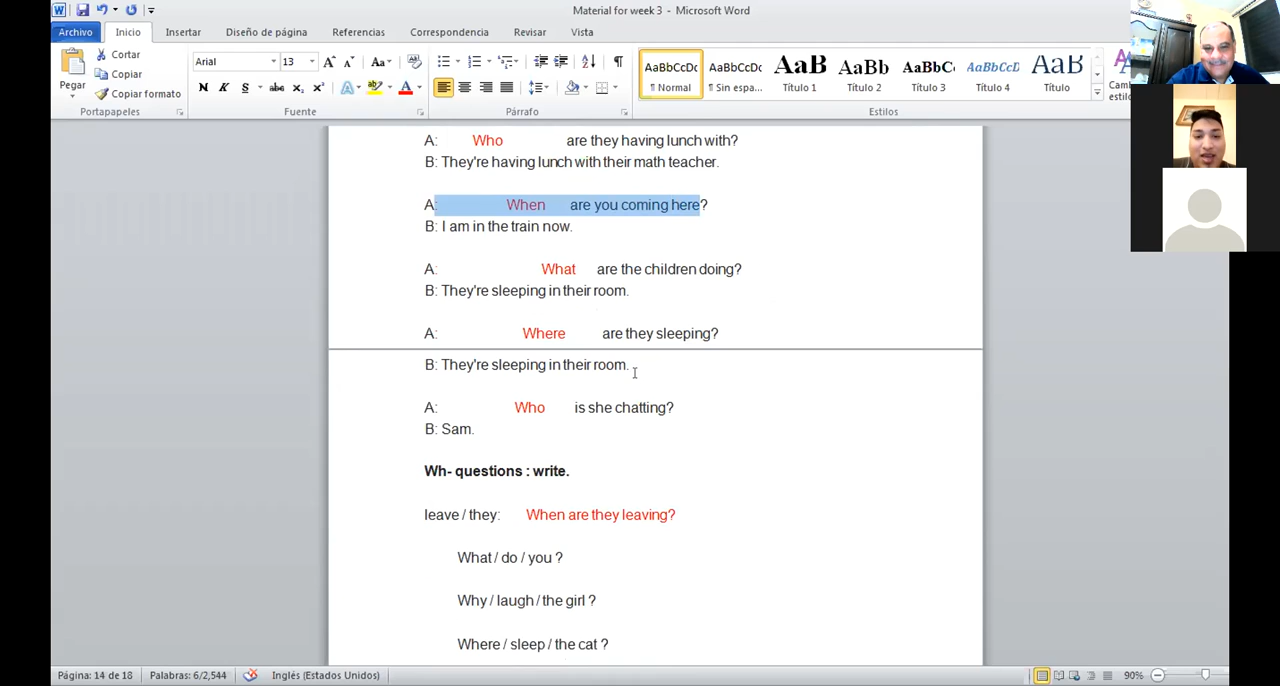 Material for week 3 - Microsoft Word
Archivo Inicio Insertar Diseño de página Referencias Correspondencia Revisar Vista
Pegar
Cortar
Copiar
Copiar formato
Portapapeles
Arial 13
Aa
N K S abc x₂ x²
A ab A
Fuente
Párrafo
AaBbCcDc AaBbCcDc AaB AaBb AaBbC AaBbCcD AaB
¶ Normal ¶ Sin espa... Título 1 Título 2 Título 3 Título 4 Título
Estilos
A: Who are they having lunch with?
B: They're having lunch with their math teacher.
A: When are you coming here?
B: I am in the train now.
A: What are the children doing?
B: They're sleeping in their room.
A: Where are they sleeping?
B: They're sleeping in their room.
A: Who is she chatting?
B: Sam.
Wh- questions : write.
leave / they: When are they leaving?
What / do / you ?
Why / laugh / the girl ?
Where / sleep / the cat ?
Página: 14 de 18 Palabras: 6/2,544 Inglés (Estados Unidos) 90%